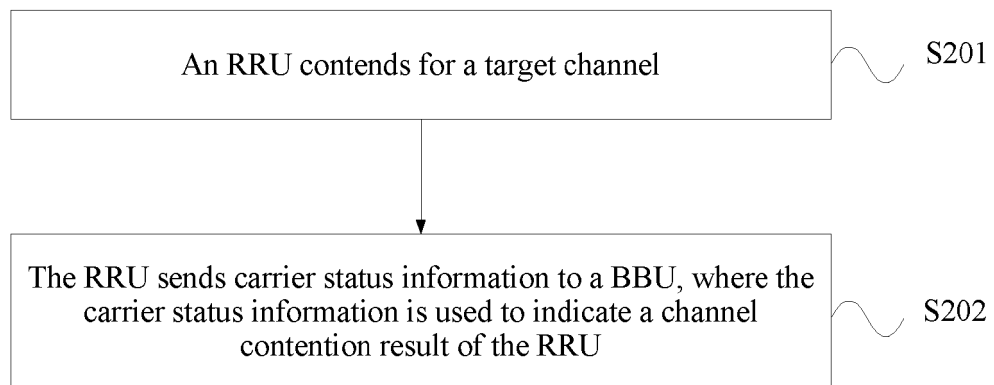 An RRU contends for a target channel
S201
The RRU sends carrier status information to a BBU, where the
carrier status information is used to indicate a channel
contention result of the RRU
S202